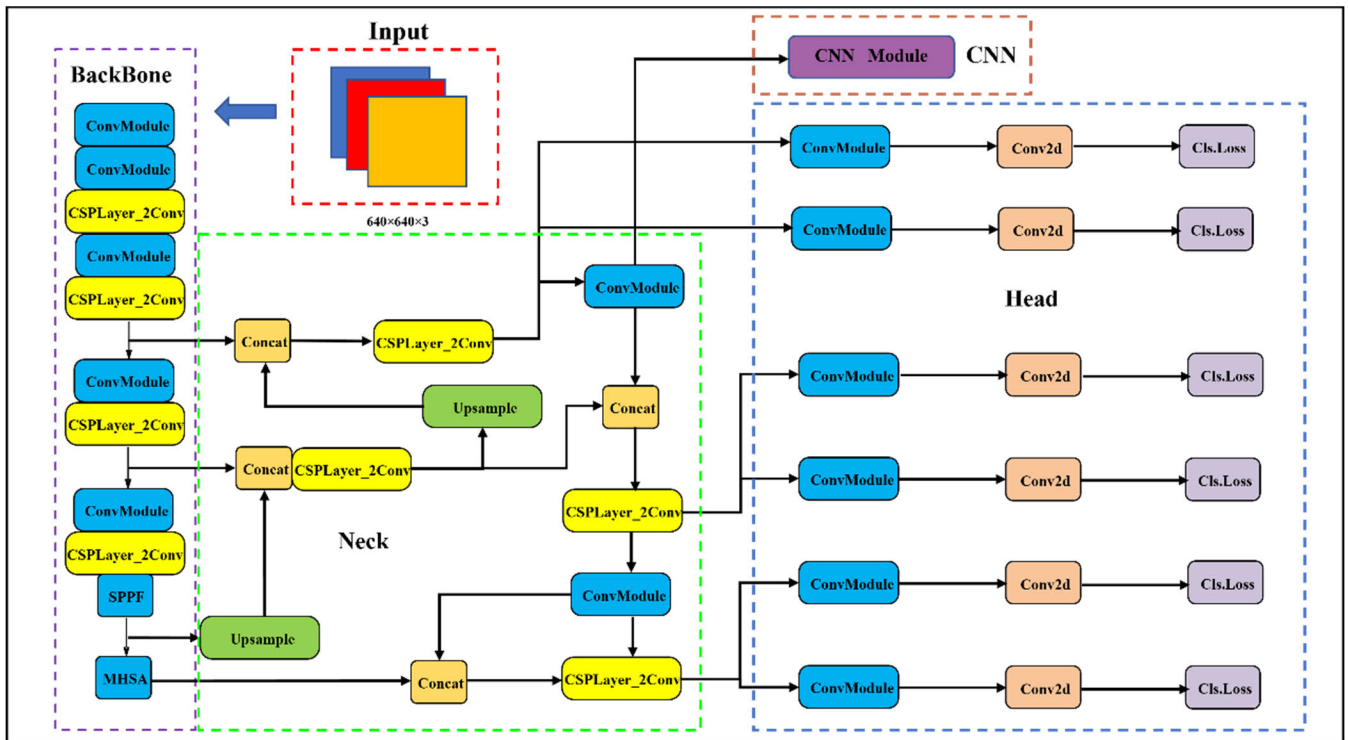 Input
640×640×3
BackBone
ConvModule
ConvModule
CSPLayer_2Conv
ConvModule
CSPLayer_2Conv
ConvModule
CSPLayer_2Conv
ConvModule
CSPLayer_2Conv
SPPF
MHSA
Concat
CSPLayer_2Conv
ConvModule
Upsample
Concat
Concat
CSPLayer_2Conv
CSPLayer_2Conv
Neck
ConvModule
Upsample
Concat
CSPLayer_2Conv
CNN Module
CNN
ConvModule
Conv2d
Cls.Loss
ConvModule
Conv2d
Cls.Loss
Head
ConvModule
Conv2d
Cls.Loss
ConvModule
Conv2d
Cls.Loss
ConvModule
Conv2d
Cls.Loss
ConvModule
Conv2d
Cls.Loss